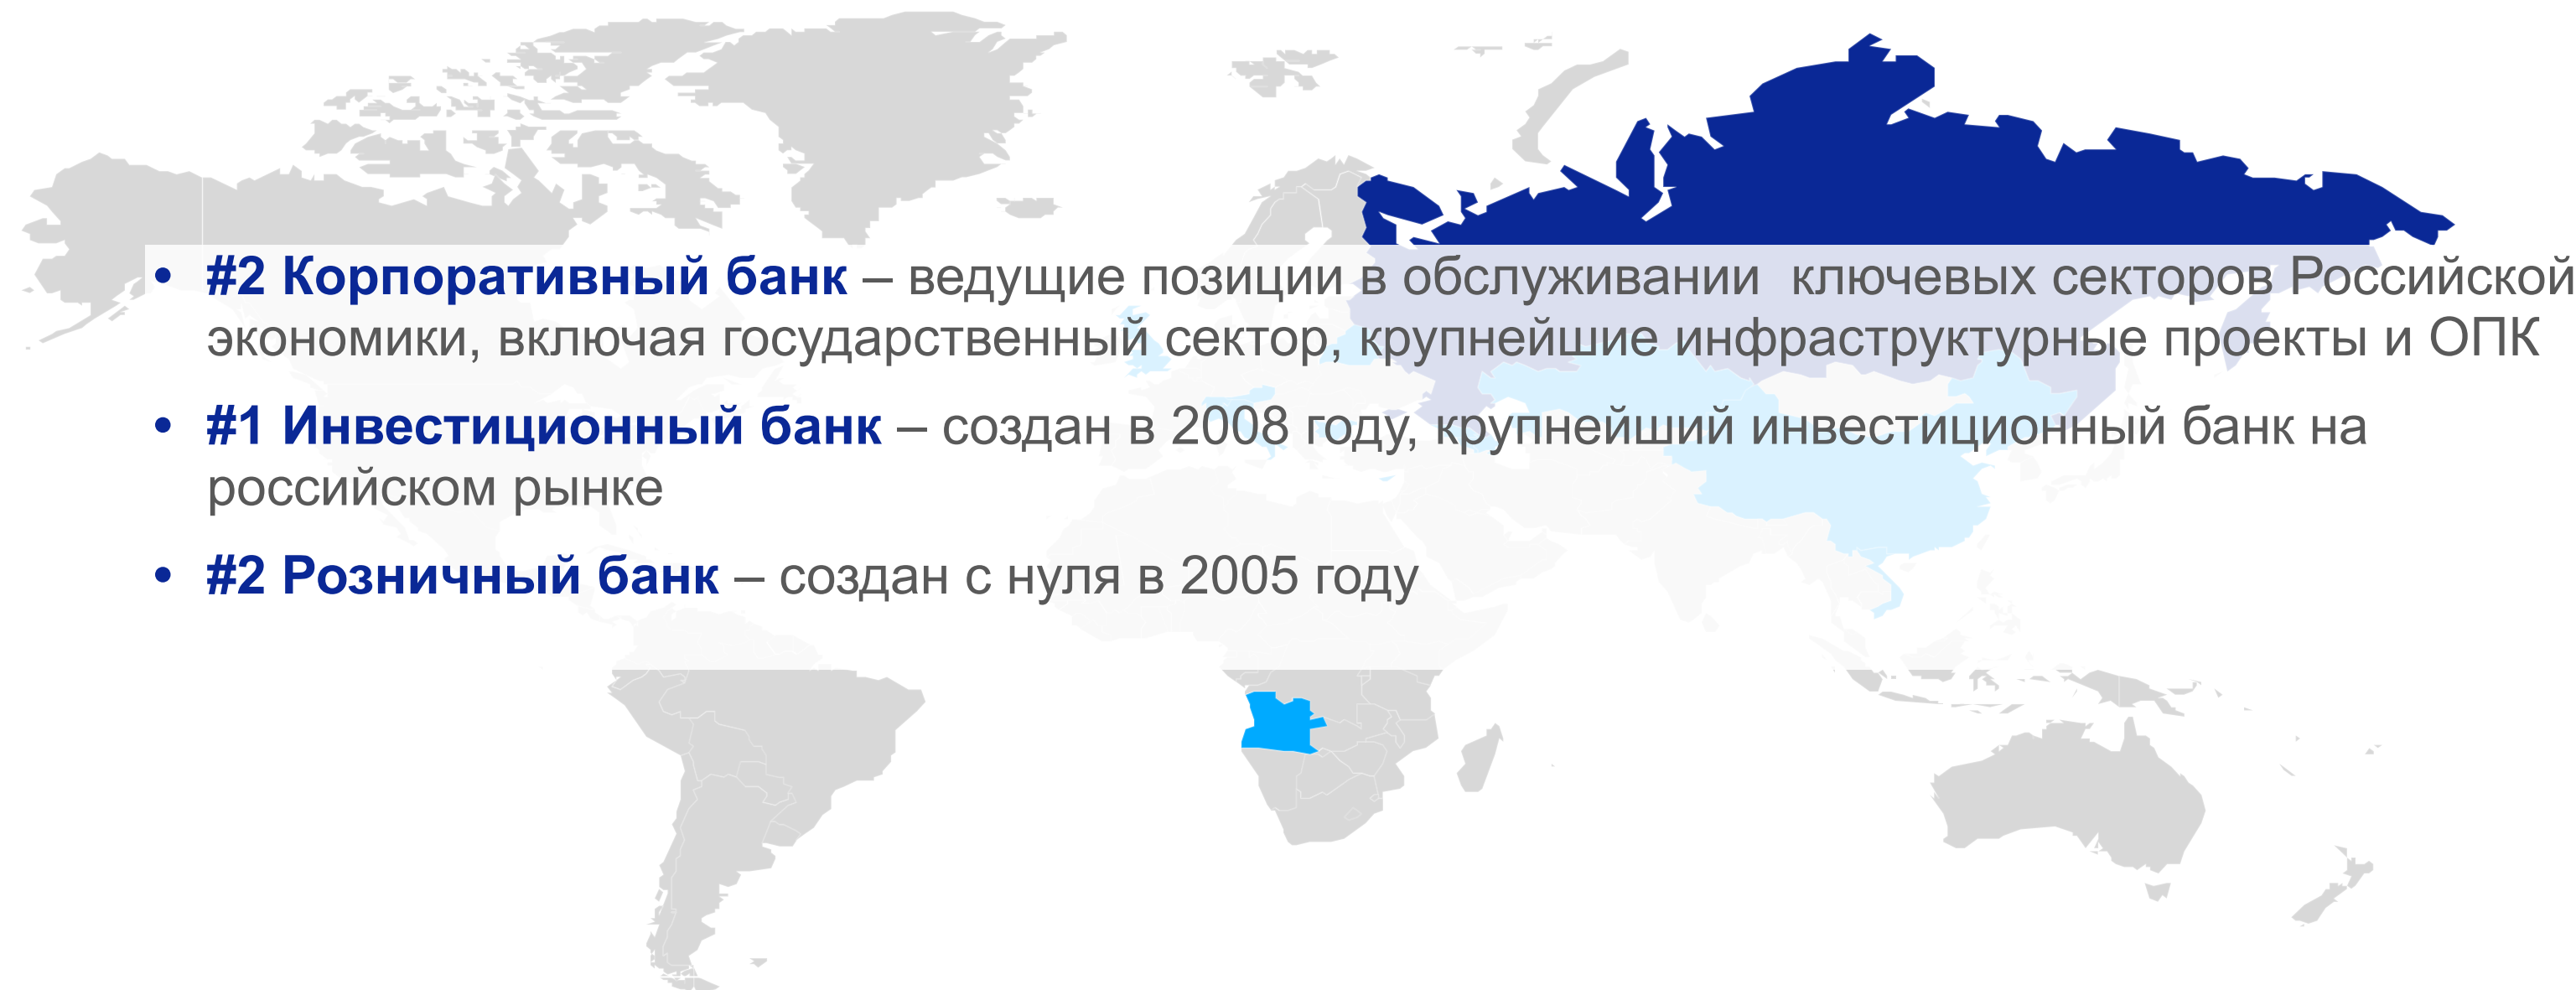 • #2 Корпоративный банк – ведущие позиции в обслуживании  ключевых секторов Российской
экономики, включая государственный сектор, крупнейшие инфраструктурные проекты и ОПК
• #1 Инвестиционный банк – создан в 2008 году, крупнейший инвестиционный банк на
российском рынке
• #2 Розничный банк – создан с нуля в 2005 году